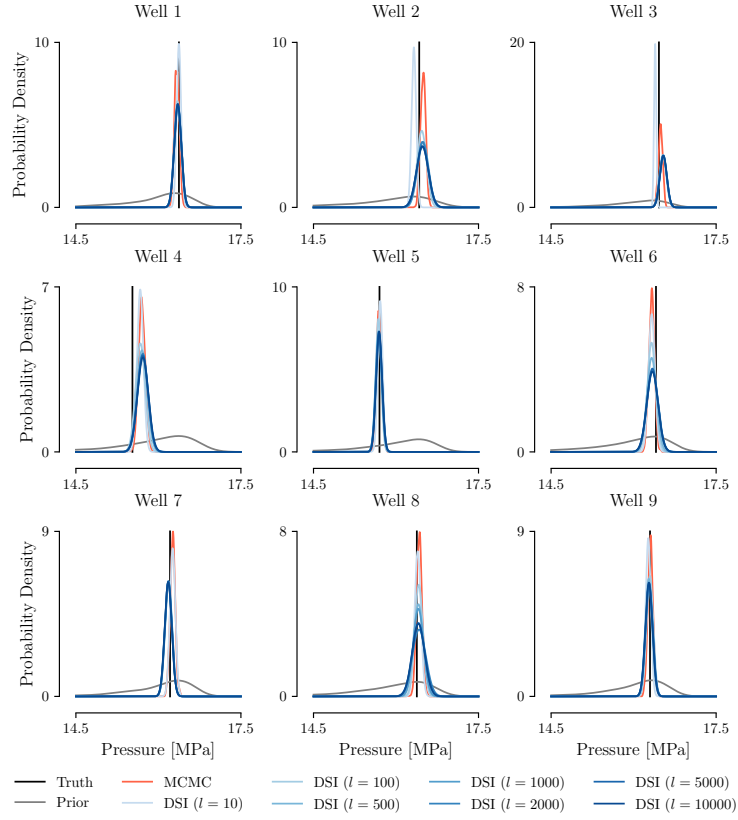 Well 1 Well 2 Well 3
10 10 20
Probability Density
0 0 0
14.5 17.5 14.5 17.5 14.5 17.5
Well 4 Well 5 Well 6
7 10 8
Probability Density
0 0 0
14.5 17.5 14.5 17.5 14.5 17.5
Well 7 Well 8 Well 9
9 8 9
Probability Density
0 0 0
14.5 17.5 14.5 17.5 14.5 17.5
Pressure [MPa] Pressure [MPa] Pressure [MPa]
Truth MCMC DSI (l = 100) DSI (l = 1000) DSI (l = 5000)
Prior DSI (l = 10) DSI (l = 500) DSI (l = 2000) DSI (l = 10000)